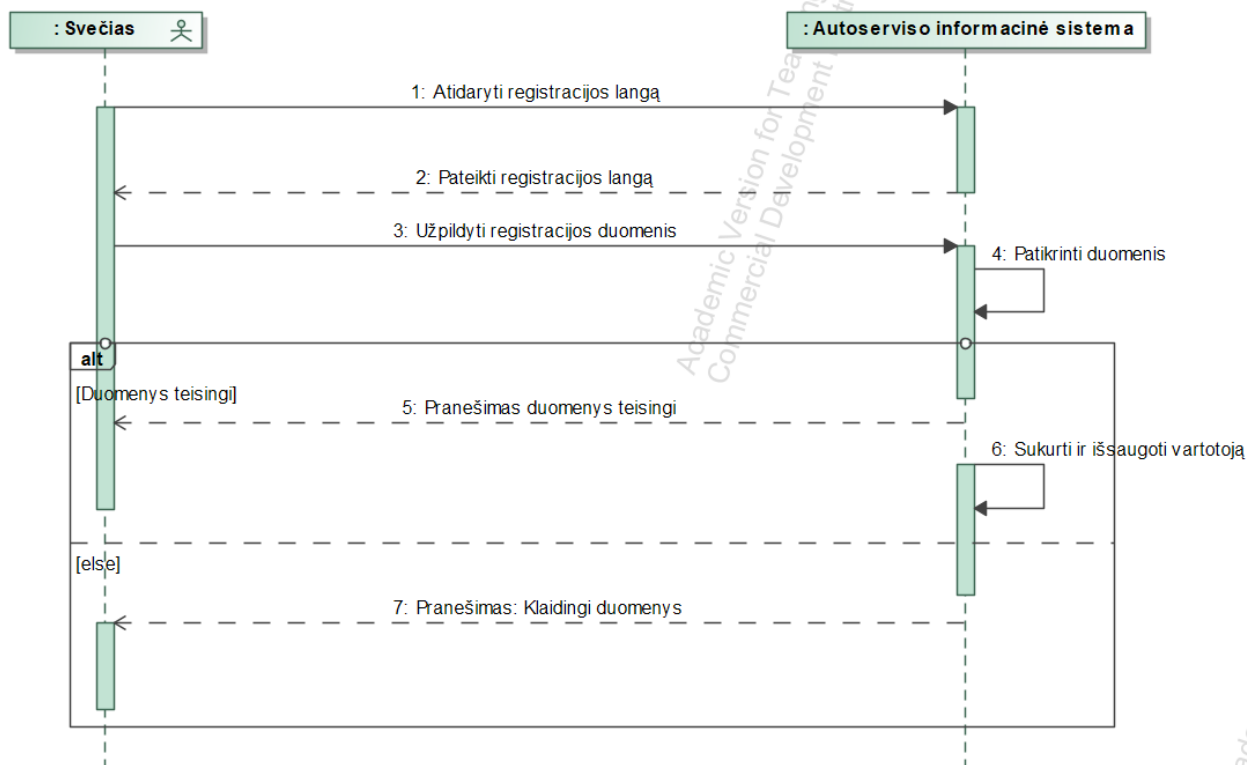 : Svečias
: Autoserviso informacinė sistema
1: Atidaryti registracijos langą
2: Pateikti registracijos langą
3: Užpildyti registracijos duomenis
4: Patikrinti duomenis
alt
[Duomenys teisingi]
5: Pranešimas duomenys teisingi
6: Sukurti ir išsaugoti vartotoją
[else]
7: Pranešimas: Klaidingi duomenys
Academic Version for
Commercial Development